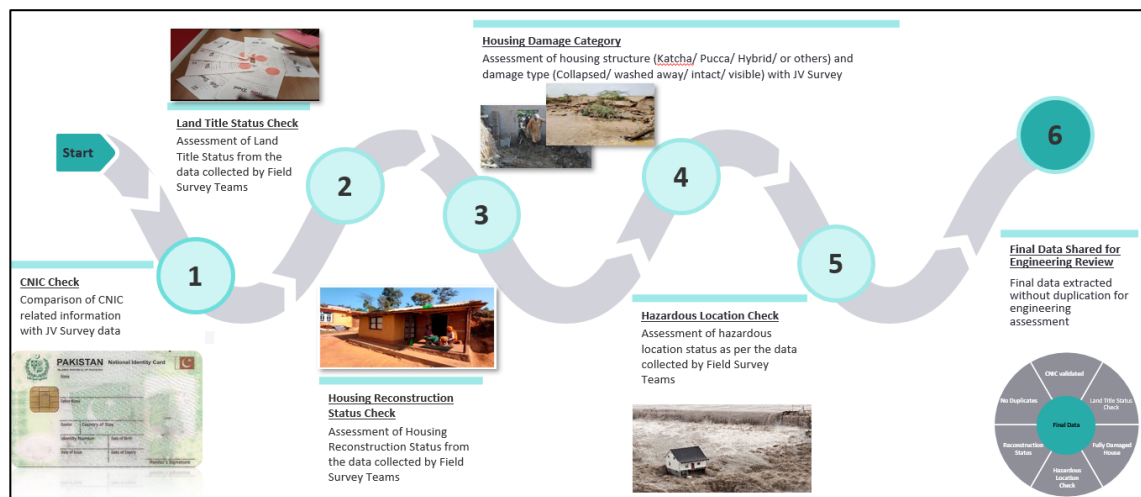 Start
1
CNIC Check
Comparison of CNIC
related information
with JV Survey data
PAKISTAN National Identity Card
Land Title Status Check
Assessment of Land
Title Status from the
data collected by Field
Survey Teams
2
Housing Reconstruction
Status Check
Assessment of Housing
Reconstruction Status from
the data collected by Field
Survey Teams
3
Housing Damage Category
Assessment of housing structure (Katcha/ Pucca/ Hybrid/ or others) and
damage type (Collapsed/ washed away/ intact/ visible) with JV Survey
4
Hazardous Location Check
Assessment of hazardous
location status as per the data
collected by Field Survey
Teams
5
6
Final Data Shared for
Engineering Review
Final data extracted
without duplication for
engineering
assessment
CNIC validated
Land Title Status
Check
Fully Damaged
House
Hazardous
Location
Check
Reconstruction
Status
No Duplicates
Final Data